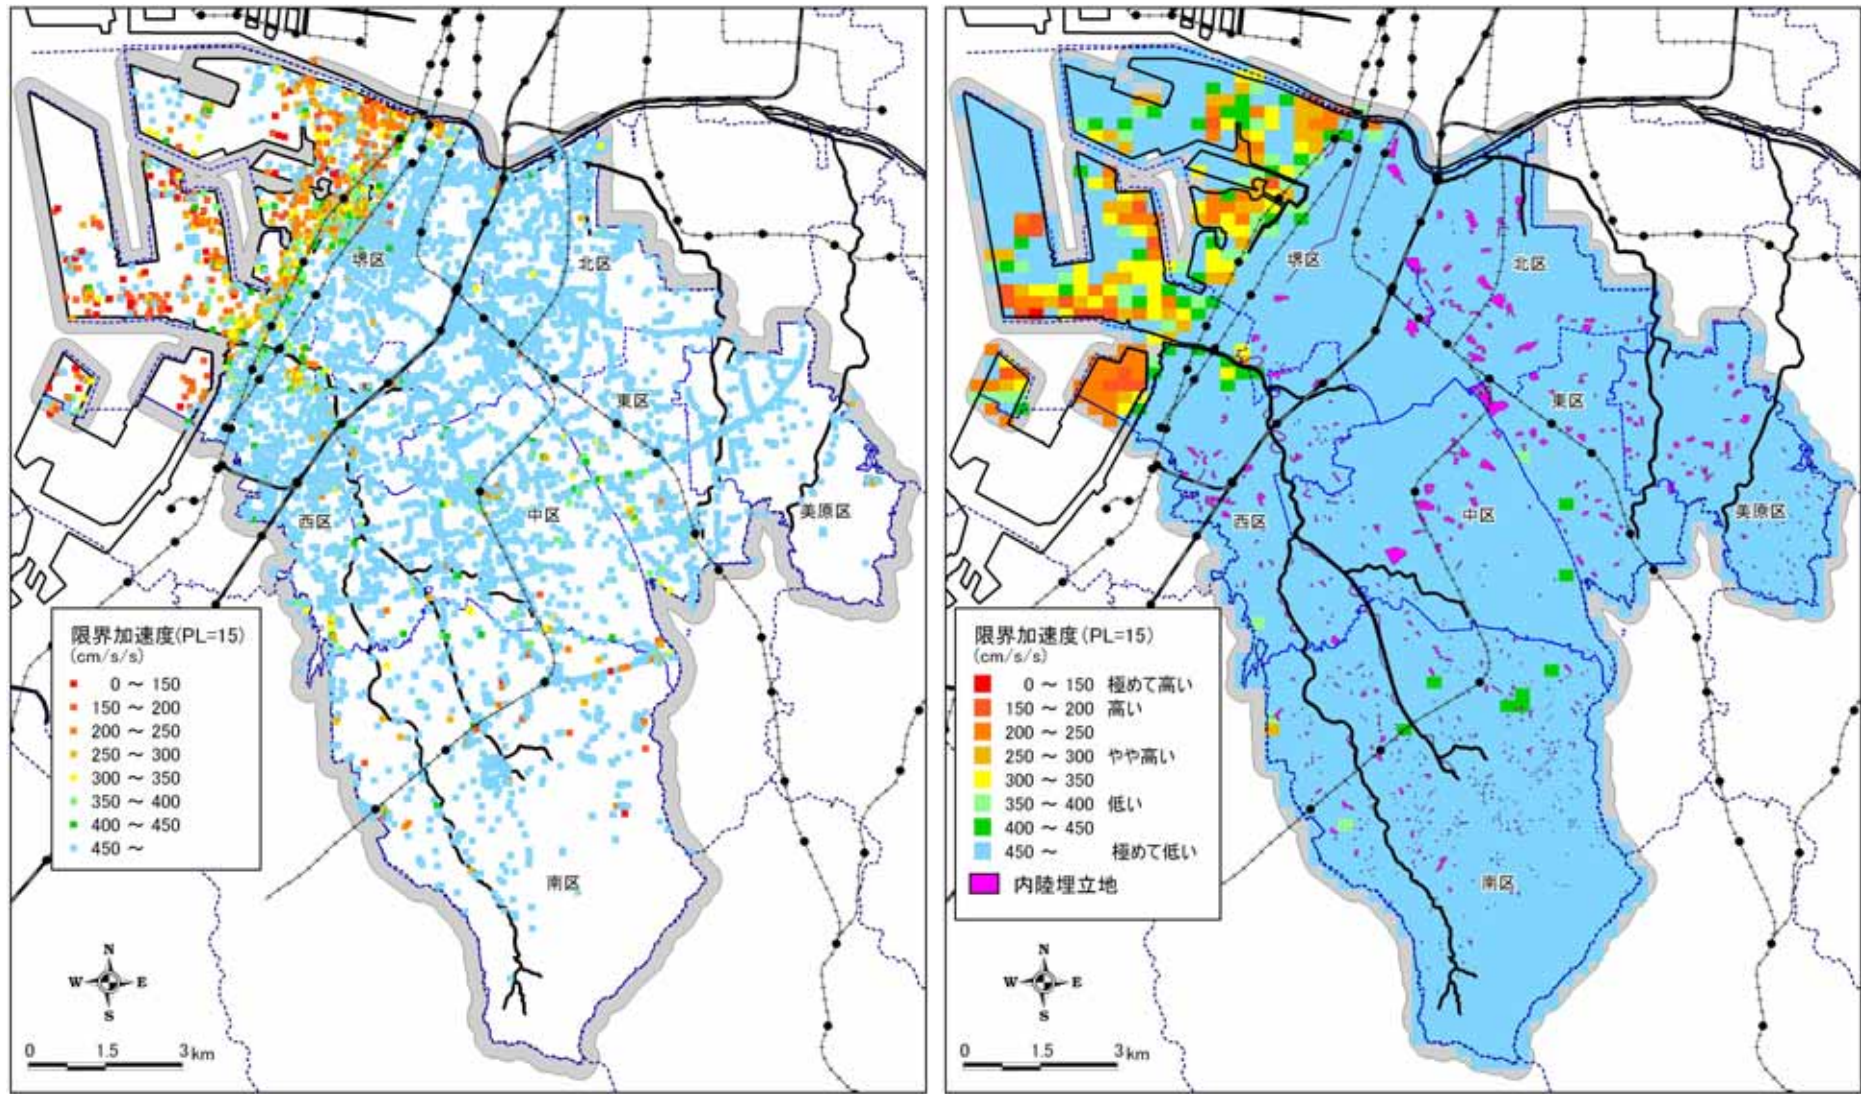 堺区
北区
東区
西区
中区
美原区
南区
限界加速度(PL=15)
(cm/s/s)
0 ～ 150
150 ～ 200
200 ～ 250
250 ～ 300
300 ～ 350
350 ～ 400
400 ～ 450
450 ～
N
W E
S
0 1.5 3 km
堺区
北区
東区
西区
中区
美原区
南区
限界加速度(PL=15)
(cm/s/s)
0 ～ 150 極めて高い
150 ～ 200 高い
200 ～ 250
250 ～ 300 やや高い
300 ～ 350
350 ～ 400 低い
400 ～ 450
450 ～ 極めて低い
内陸埋立地
N
W E
S
0 1.5 3 km